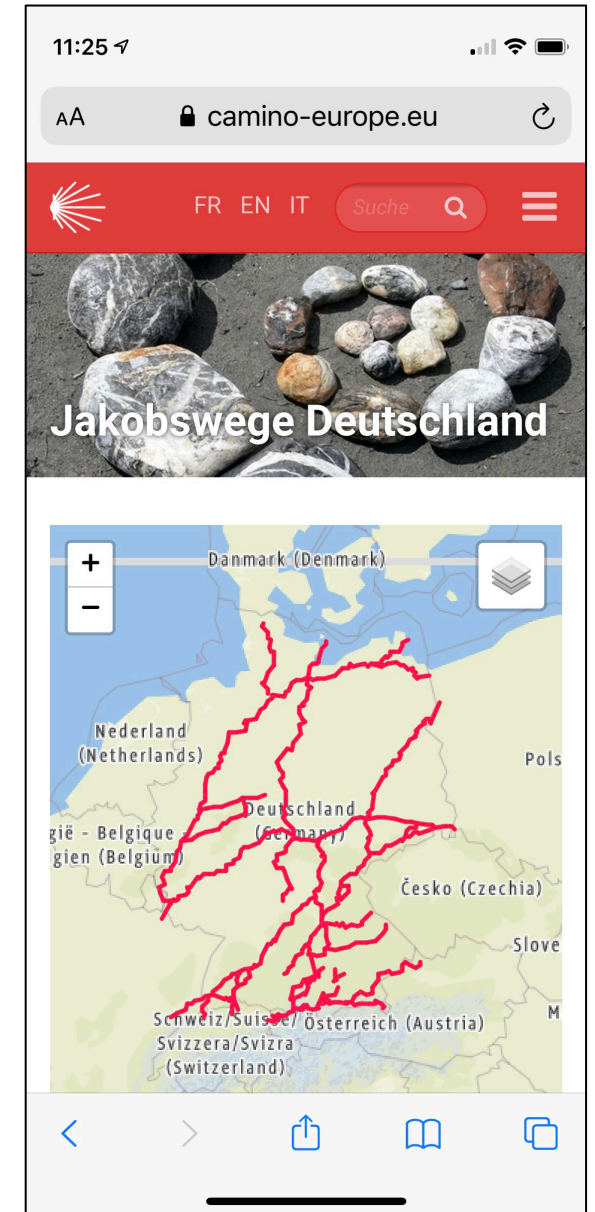 11:25
AA camino-europe.eu
FR EN IT Suche
Jakobswege Deutschland
+
−
Danmark (Denmark)
Nederland
(Netherlands)
Pols
Deutschland
(Germany)
gië - Belgique -
gien (Belgium)
Česko (Czechia)
Slove
M
Schweiz/Suisse/
Svizzera/Svizra
(Switzerland)
Österreich (Austria)